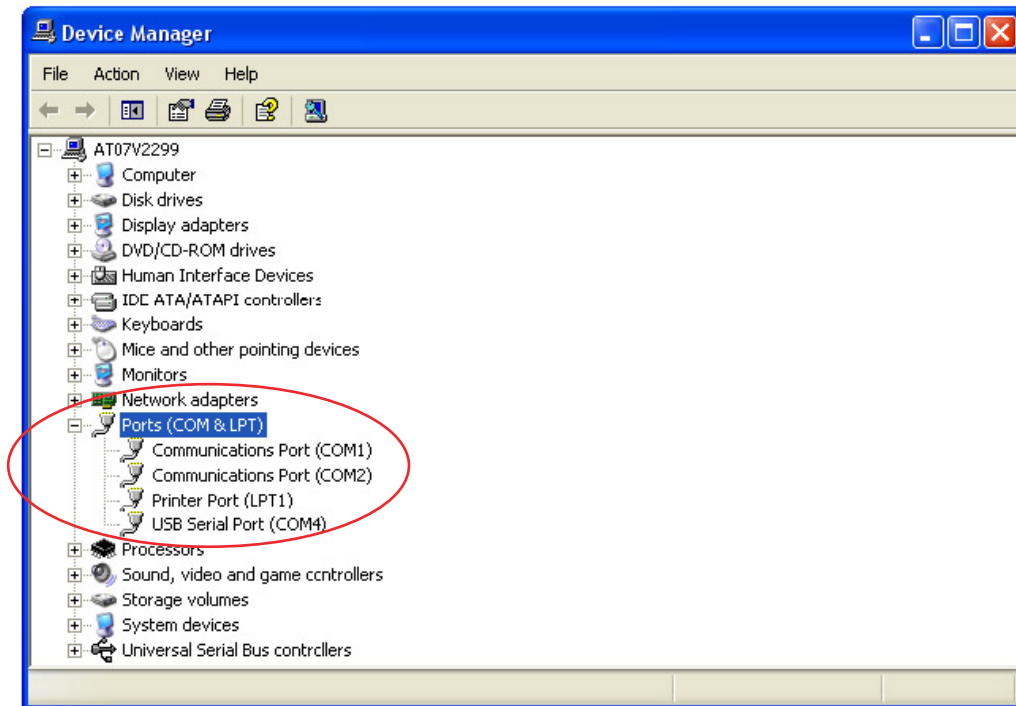 Device Manager
File Action View Help
AT07V2299
Computer
Disk drives
Display adapters
DVD/CD-ROM drives
Human Interface Devices
IDE ATA/ATAPI controllers
Keyboards
Mice and other pointing devices
Monitors
Network adapters
Ports (COM & LPT)
Communications Port (COM1)
Communications Port (COM2)
Printer Port (LPT1)
USB Serial Port (COM4)
Processors
Sound, video and game controllers
Storage volumes
System devices
Universal Serial Bus controllers